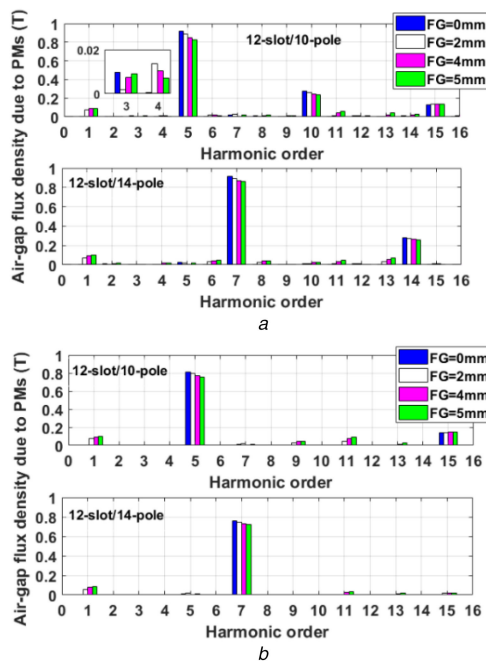 Air-gap flux density due to PMs (T)
1
0.8
0.6
0.4
0.2
0
0.02
0
3 4
12-slot/10-pole
FG=0mm
FG=2mm
FG=4mm
FG=5mm
0 1 2 3 4 5 6 7 8 9 10 11 12 13 14 15 16
Harmonic order
1
0.8
0.6
0.4
0.2
0
12-slot/14-pole
0 1 2 3 4 5 6 7 8 9 10 11 12 13 14 15 16
Harmonic order
a
Air-gap flux density due to PMs (T)
1
0.8
0.6
0.4
0.2
0
12-slot/10-pole
FG=0mm
FG=2mm
FG=4mm
FG=5mm
0 1 2 3 4 5 6 7 8 9 10 11 12 13 14 15 16
Harmonic order
1
0.8
0.6
0.4
0.2
0
12-slot/14-pole
0 1 2 3 4 5 6 7 8 9 10 11 12 13 14 15 16
Harmonic order
b